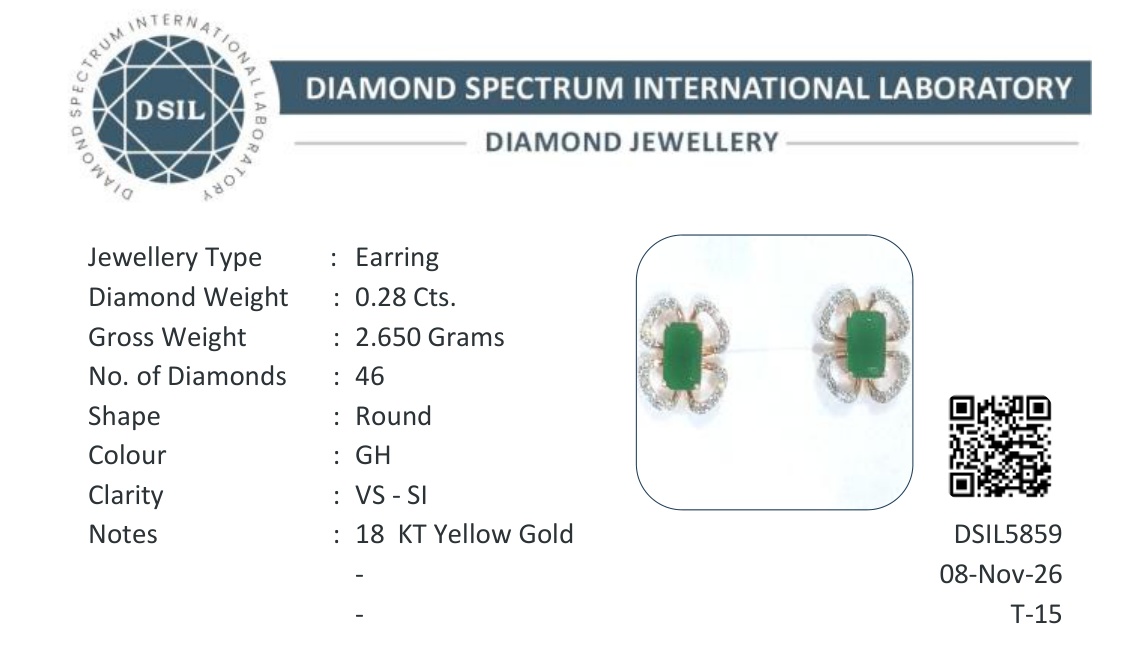 DIAMOND SPECTRUM INTERNATIONAL LABORATORY
DSIL
DIAMOND SPECTRUM INTERNATIONAL LABORATORY
DIAMOND JEWELLERY
Jewellery Type : Earring
Diamond Weight : 0.28 Cts.
Gross Weight : 2.650 Grams
No. of Diamonds : 46
Shape : Round
Colour : GH
Clarity : VS - SI
Notes : 18 KT Yellow Gold
-
-
DSIL5859
08-Nov-26
T-15